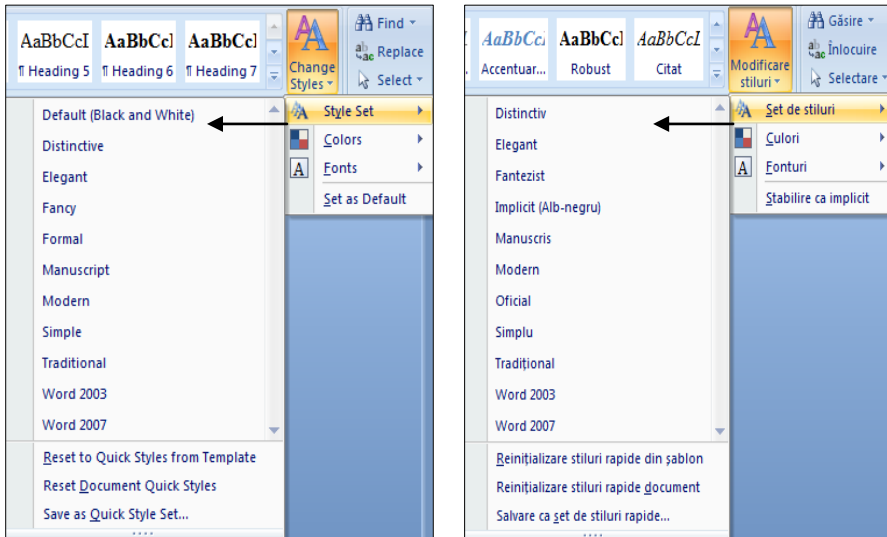 AaBbCcI AaBbCcl AaBbCcl
¶ Heading 5 ¶ Heading 6 ¶ Heading 7
Change
Styles
Find
Replace
Select
Style Set
Colors
Fonts
Set as Default
Default (Black and White)
Distinctive
Elegant
Fancy
Formal
Manuscript
Modern
Simple
Traditional
Word 2003
Word 2007
Reset to Quick Styles from Template
Reset Document Quick Styles
Save as Quick Style Set...
AaBbCcl AaBbCcl AaBbCcL
Accentuar... Robust Citat
Modificare
stiluri
Găsire
Înlocuire
Selectare
Set de stiluri
Culori
Fonturi
Stabilire ca implicit
Distinctiv
Elegant
Fantezist
Implicit (Alb-negru)
Manuscris
Modern
Oficial
Simplu
Tradițional
Word 2003
Word 2007
Reinițializare stiluri rapide din șablon
Reinițializare stiluri rapide document
Salvare ca set de stiluri rapide...